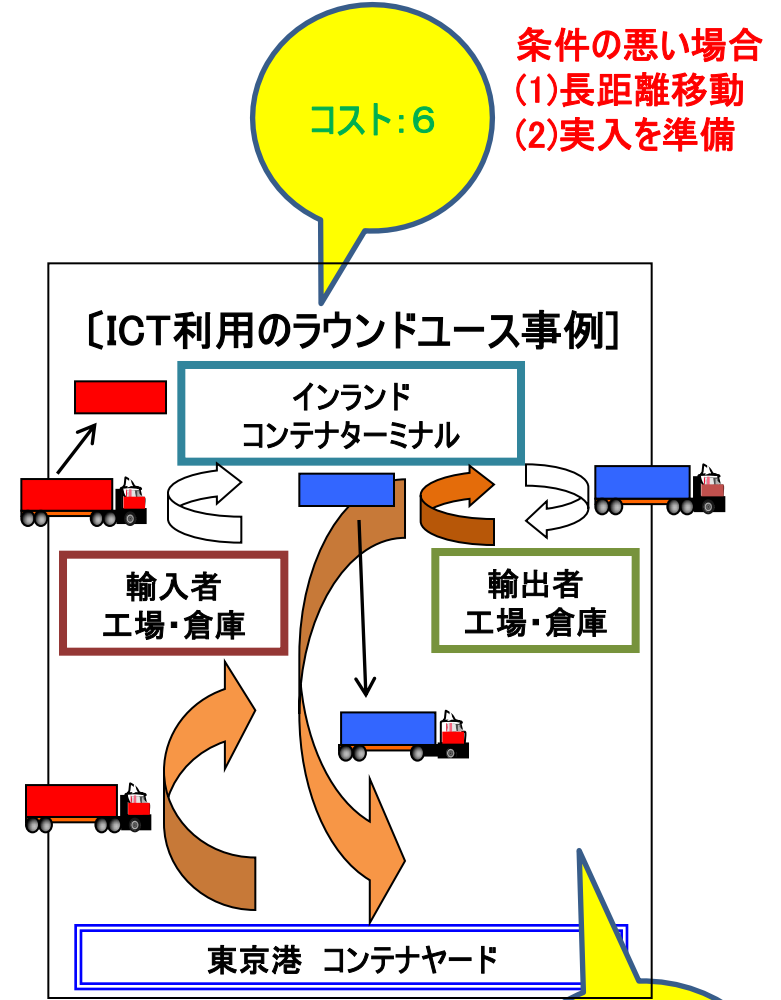 コスト:6
条件の悪い場合
(1)長距離移動
(2)実入を準備
〔ICT利用のラウンドユース事例]
インランド
コンテナターミナル
輸入者
工場・倉庫
輸出者
工場・倉庫
東京港 コンテナヤード